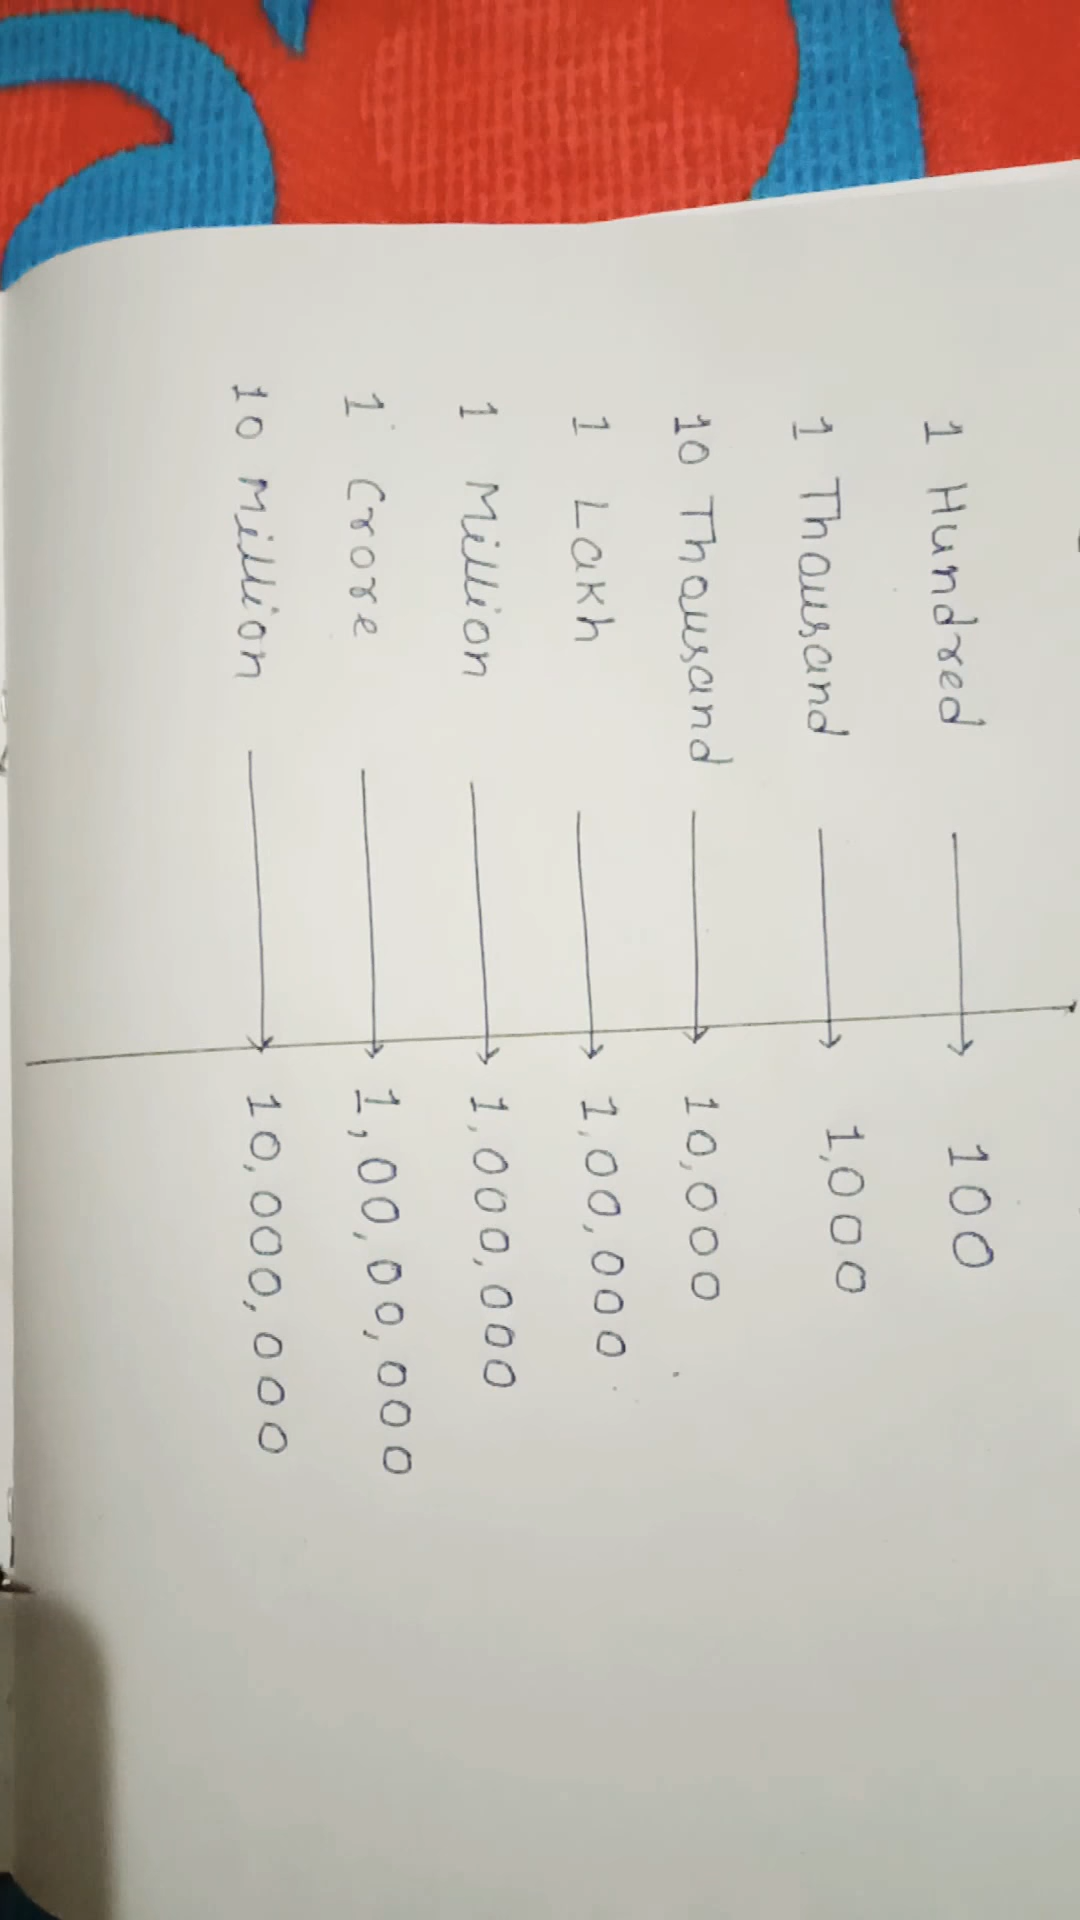 1 Hundred → 100
1 Thousand → 1,000
10 Thousand → 10,000
1 Lakh → 1,00,000
1 Million → 1,000,000
1 Crore → 1,00,00,000
10 Million → 10,000,000